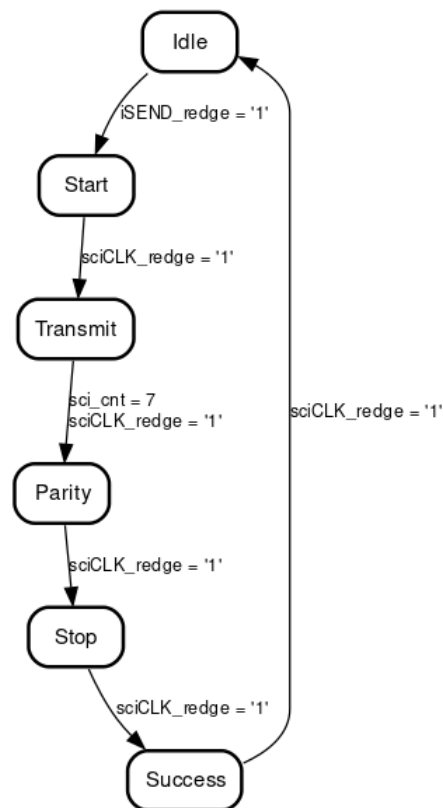 Idle
iSEND_redge = '1'
Start
sciCLK_redge = '1'
Transmit
sci_cnt = 7
sciCLK_redge = '1'
sciCLK_redge = '1'
Parity
sciCLK_redge = '1'
Stop
sciCLK_redge = '1'
Success